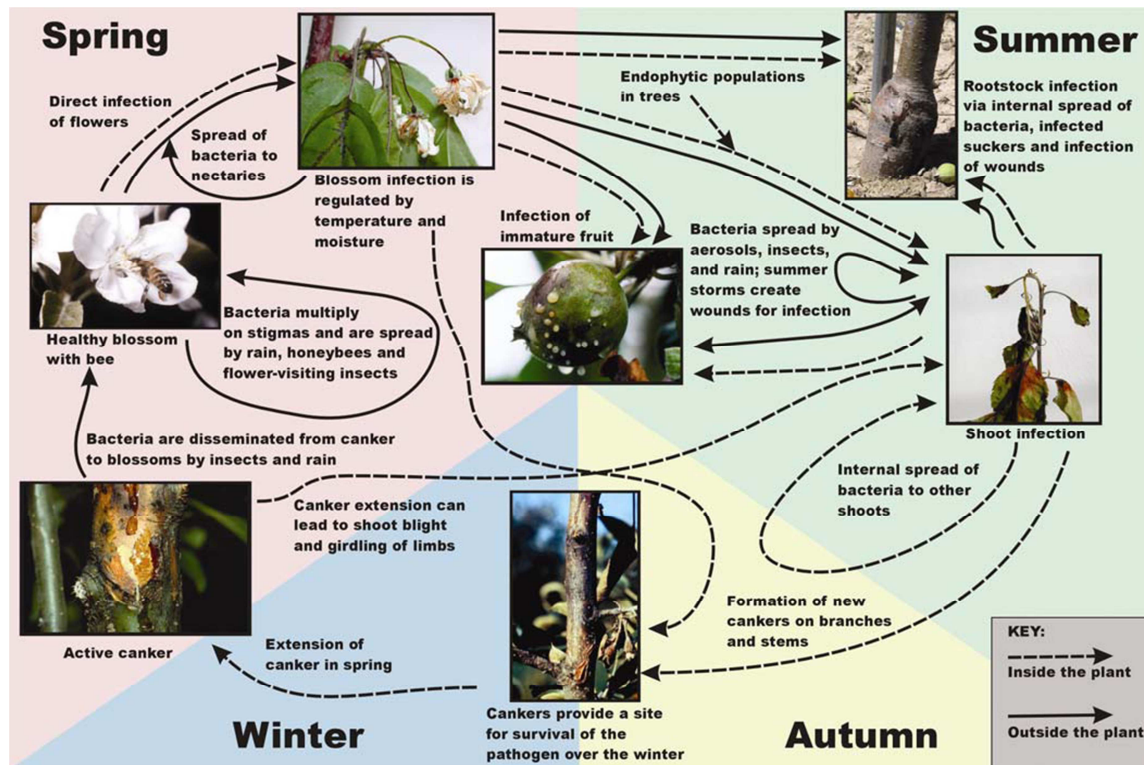 Spring
Summer
Direct infection
of flowers
Spread of
bacteria to
nectaries
Blossom infection is
regulated by
temperature and
moisture
Endophytic populations
in trees
Rootstock infection
via internal spread of
bacteria, infected
suckers and infection
of wounds
Infection of
immature fruit
Bacteria spread by
aerosols, insects,
and rain; summer
storms create
wounds for infection
Healthy blossom
with bee
Bacteria multiply
on stigmas and are spread
by rain, honeybees and
flower-visiting insects
Shoot infection
Bacteria are disseminated from canker
to blossoms by insects and rain
Internal spread of
bacteria to other
shoots
Canker extension can
lead to shoot blight
and girdling of limbs
Active canker
Extension of
canker in spring
Formation of new
cankers on branches
and stems
Cankers provide a site
for survival of the
pathogen over the winter
Winter
Autumn
KEY:
Inside the plant
Outside the plant